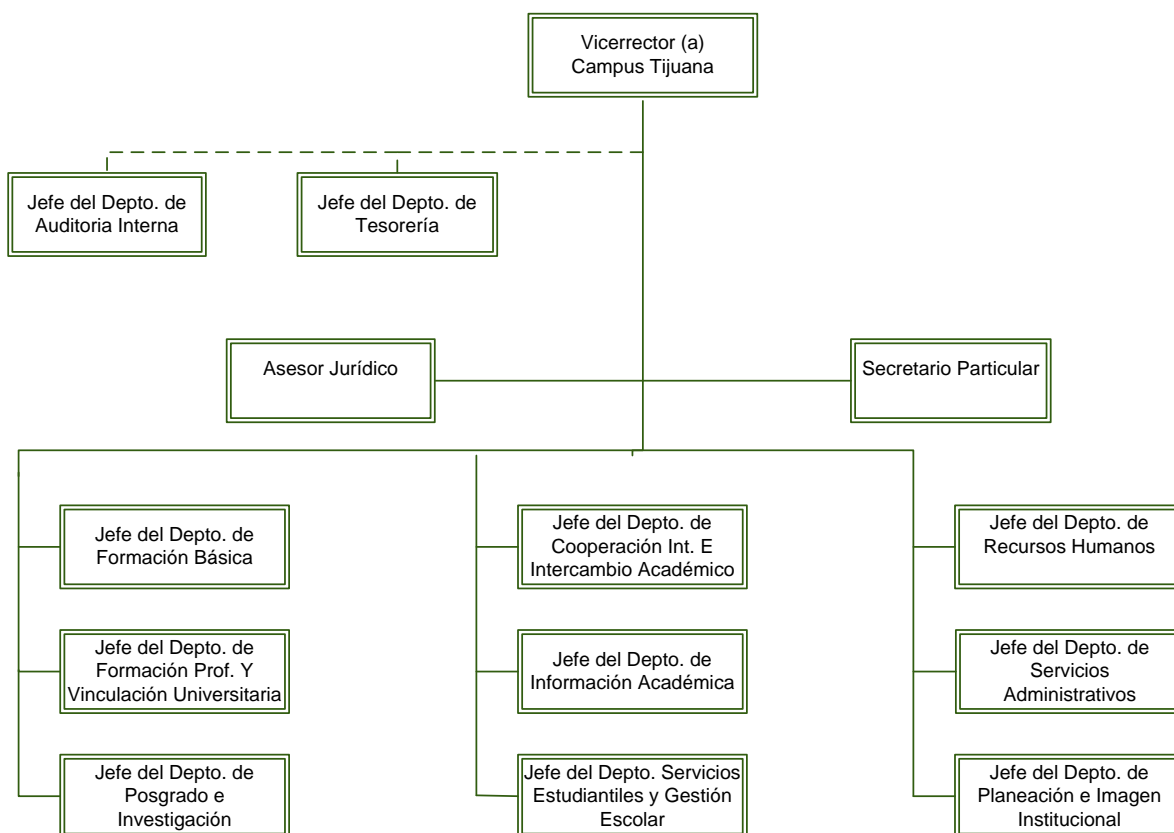 Vicerrector (a)
Campus Tijuana
Jefe del Depto. de
Auditoria Interna
Jefe del Depto. de
Tesorería
Asesor Jurídico
Secretario Particular
Jefe del Depto. de
Formación Básica
Jefe del Depto. de
Cooperación Int. E
Intercambio Académico
Jefe del Depto. de
Recursos Humanos
Jefe del Depto. de
Formación Prof. Y
Vinculación Universitaria
Jefe del Depto. de
Información Académica
Jefe del Depto. de
Servicios
Administrativos
Jefe del Depto. de
Posgrado e
Investigación
Jefe del Depto. Servicios
Estudiantiles y Gestión
Escolar
Jefe del Depto. de
Planeación e Imagen
Institucional